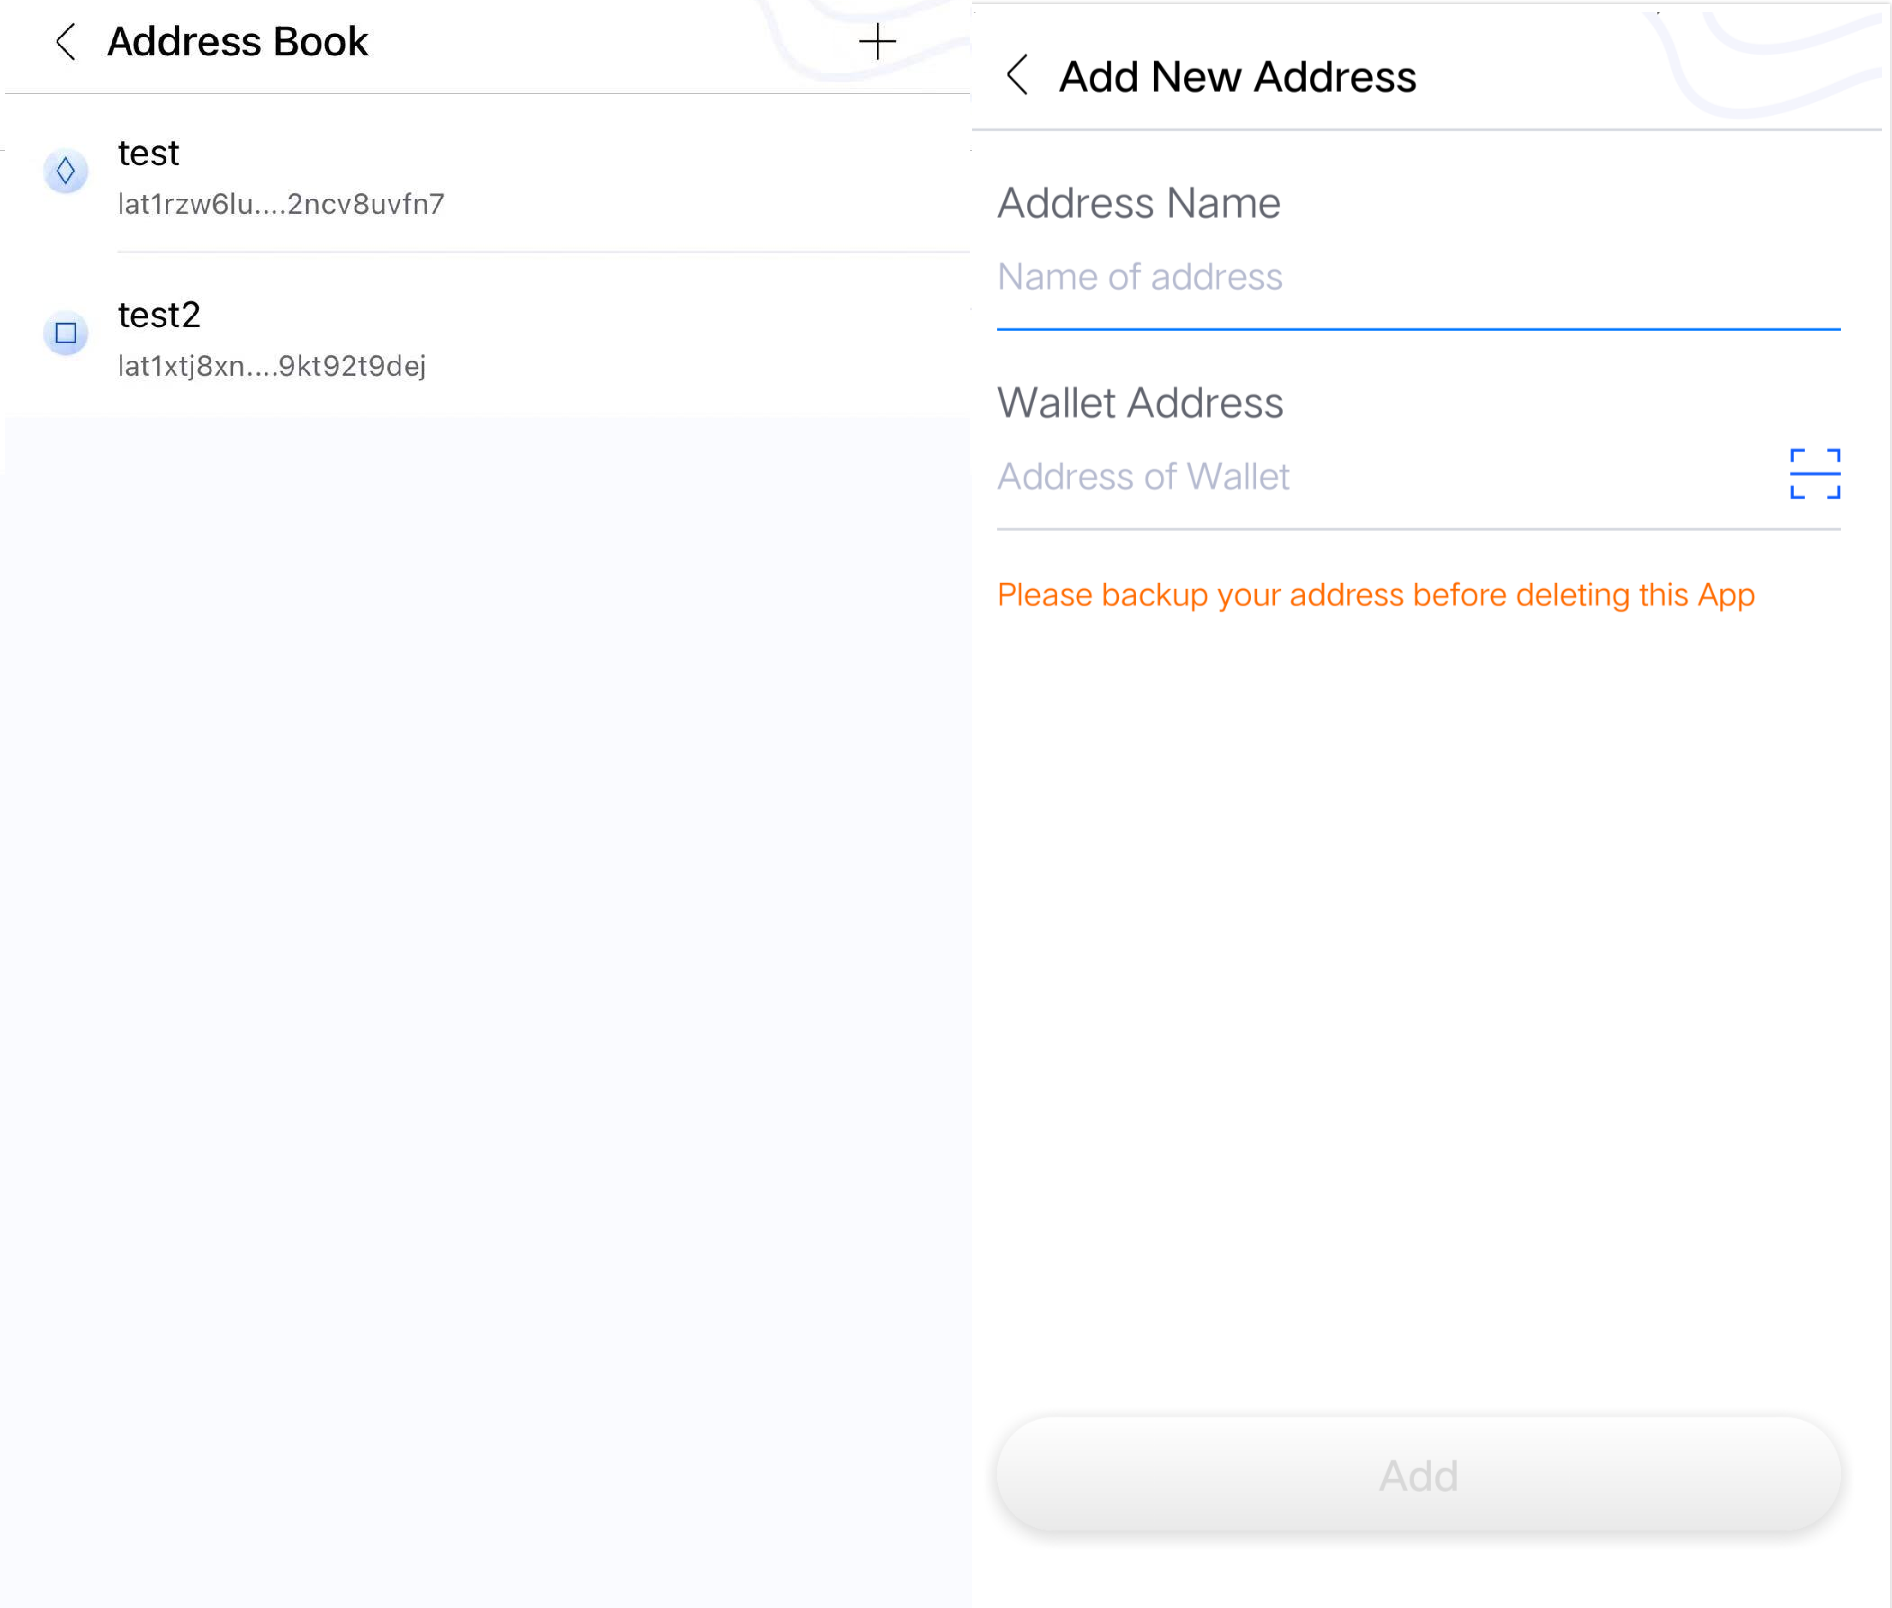 Address Book
test
lat1rzw6lu....2ncv8uvfn7
test2
lat1xtj8xn....9kt92t9dej
Add New Address
Address Name
Name of address
Wallet Address
Address of Wallet
Please backup your address before deleting this App
Add